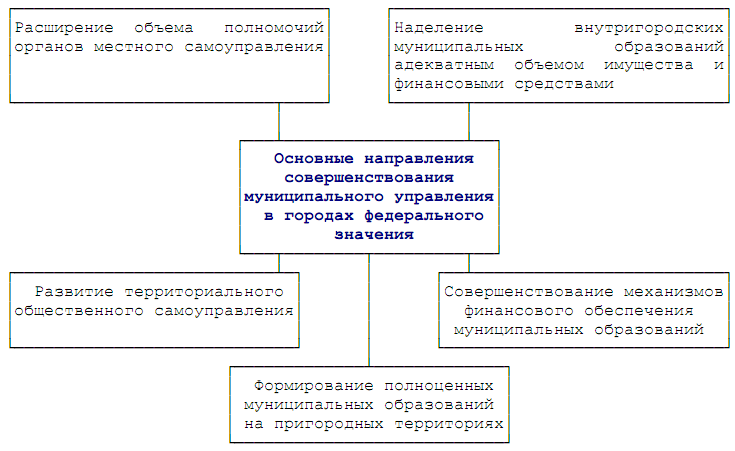 Расширение объема полномочий
органов местного самоуправления
Наделение внутригородских
муниципальных образований
адекватным объемом имущества и
финансовыми средствами
Основные направления
совершенствования
муниципального управления
в городах федерального
значения
Развитие территориального
общественного самоуправления
Совершенствование механизмов
финансового обеспечения
муниципальных образований
Формирование полноценных
муниципальных образований
на пригородных территориях